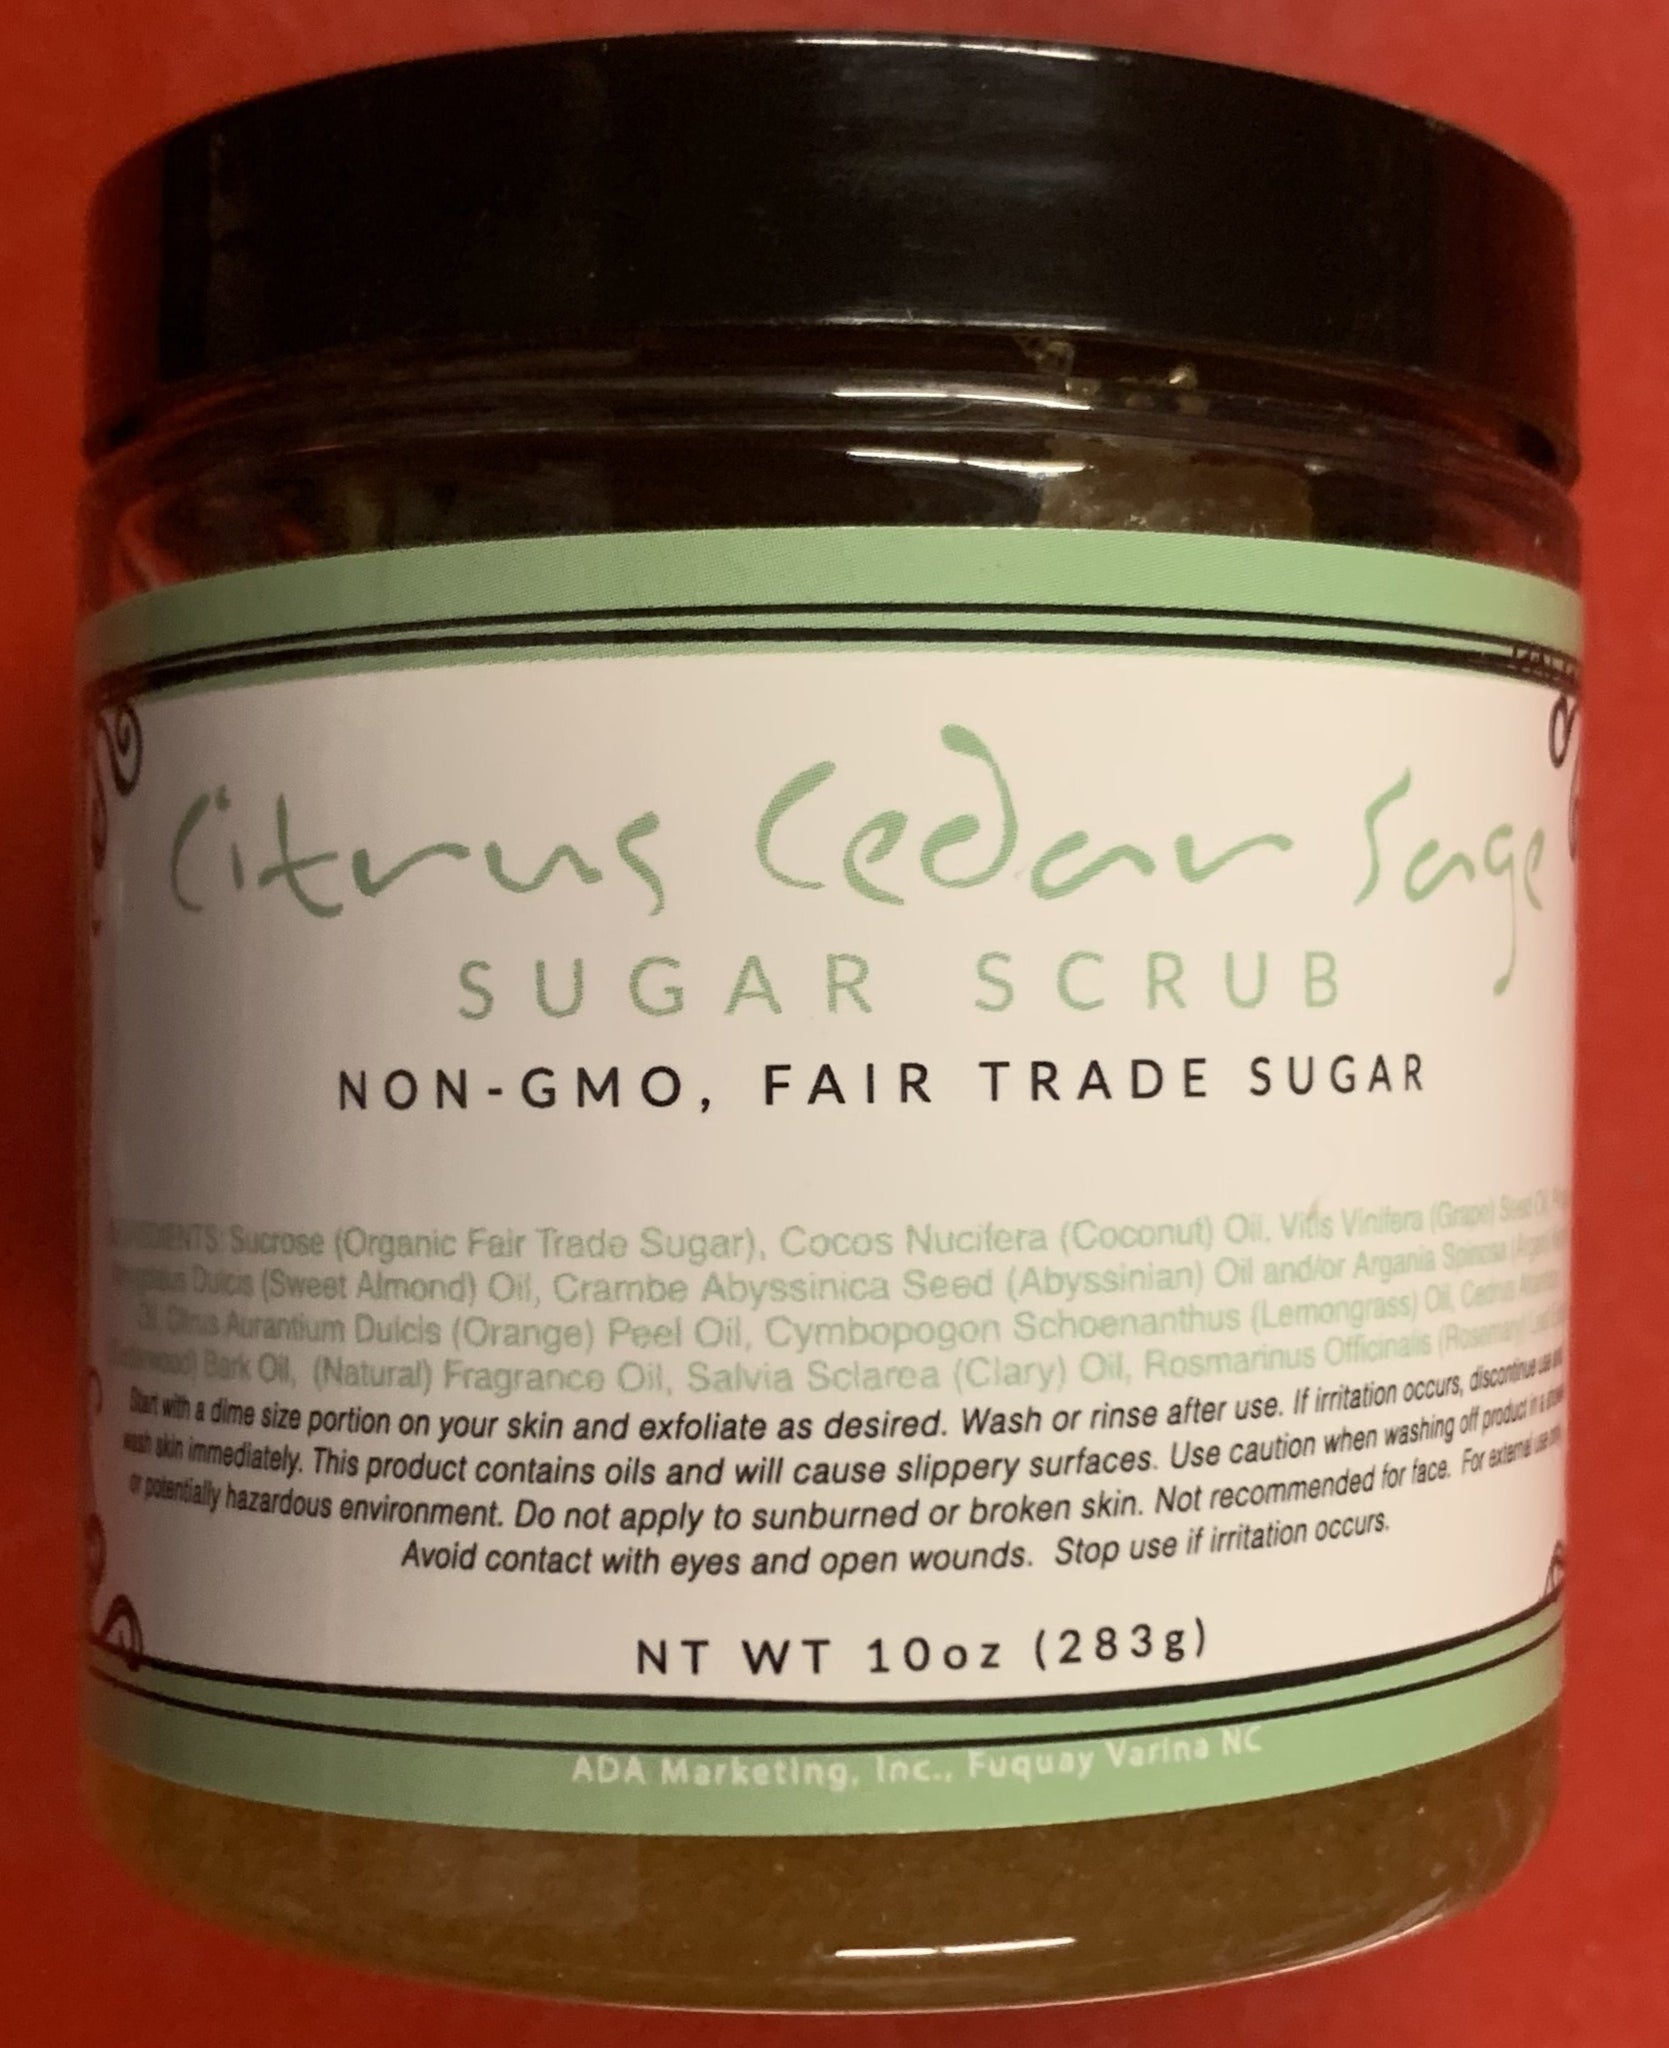 Citrus Cedar Sage
SUGAR SCRUB
NON-GMO, FAIR TRADE SUGAR
INGREDIENTS: Sucrose (Organic Fair Trade Sugar), Cocos Nucifera (Coconut) Oil, Vitis Vinifera (Grape) Seed Oil,
Dulcis (Sweet Almond) Oil, Crambe Abyssinica Seed (Abyssinian) Oil and/or Argania Spinosa
Oil, Citrus Aurantium Dulcis (Orange) Peel Oil, Cymbopogon Schoenanthus (Lemongrass) Oil, Cedrus
(Cedarwood) Bark Oil, (Natural) Fragrance Oil, Salvia Sclarea (Clary) Oil, Rosmarinus Officinalis (Rosemary) Leaf
Start with a dime size portion on your skin and exfoliate as desired. Wash or rinse after use. If irritation occurs, discontinue use and
wash skin immediately. This product contains oils and will cause slippery surfaces. Use caution when washing off product in a
or potentially hazardous environment. Do not apply to sunburned or broken skin. Not recommended for face. For external use only.
Avoid contact with eyes and open wounds. Stop use if irritation occurs.
NT WT 10oz (283g)
ADA Marketing, Inc., Fuquay Varina NC